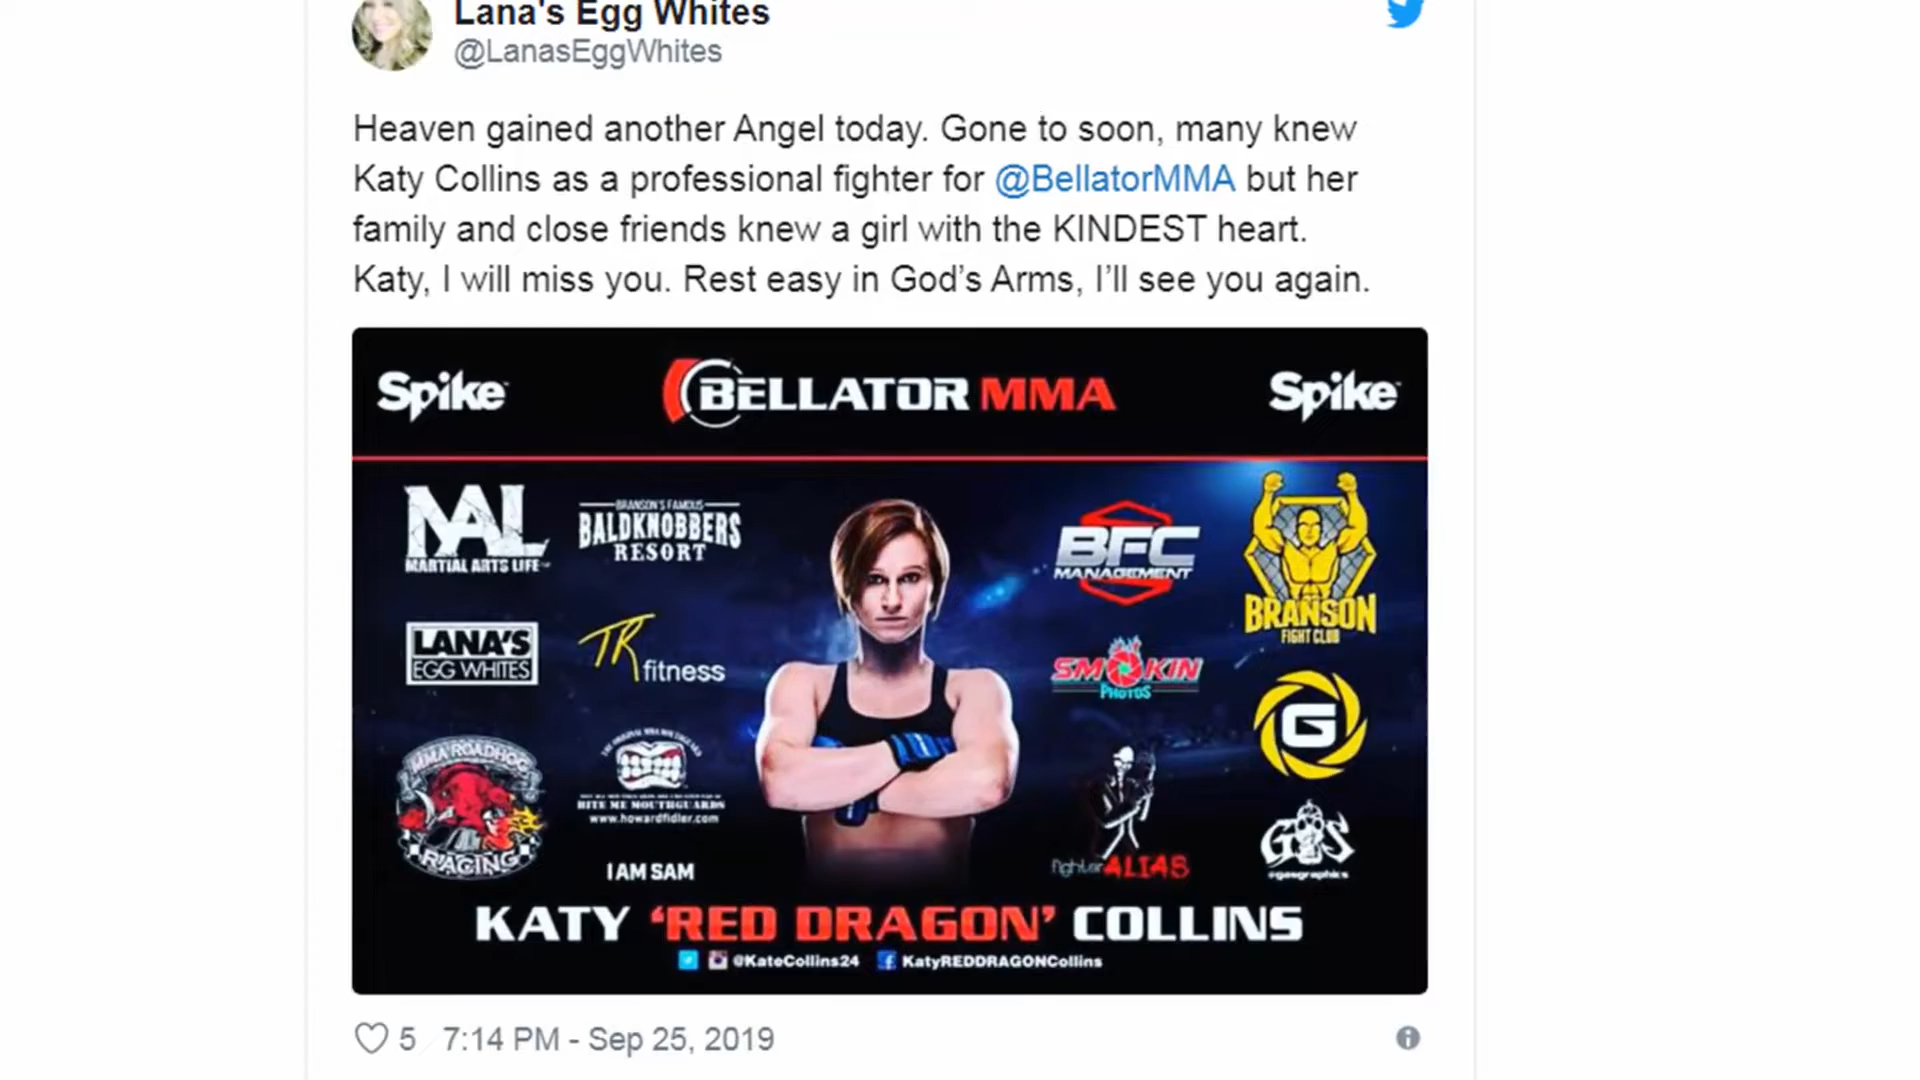 Lana's Egg Whites
@LanasEggWhites
Heaven gained another Angel today. Gone to soon, many knew
Katy Collins as a professional fighter for @BellatorMMA but her
family and close friends knew a girl with the KINDEST heart.
Katy, I will miss you. Rest easy in God's Arms, I'll see you again.
Spike
BELLATOR MMA
Spike
MAL
MARTIAL ARTS LIFE
BRANSON'S FAMOUS
BALDKNOBBERS
RESORT
BFC
MANAGEMENT
BRANSON
FIGHT CLUB
LANA'S
EGG WHITES
TR fitness
SMOKIN
PHOTOS
G
MMA ROADHOG
RACING
BITE ME MOUTHGUARDS
www.howardfidler.com
I AM SAM
fighter ALIAS
GAS
KATY 'RED DRAGON' COLLINS
@KateCollins24 KatyREDDRAGONCollins
5 7:14 PM - Sep 25, 2019